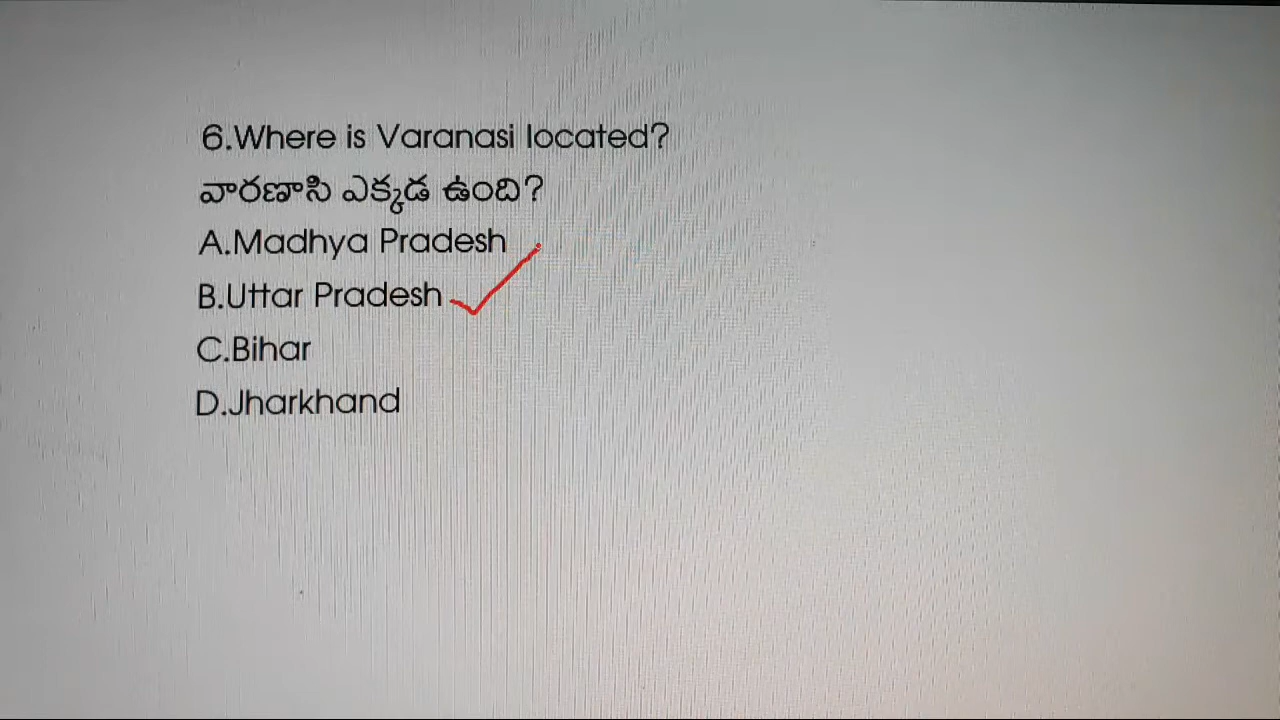 6.Where is Varanasi located?
వారణాసి ఎక్కడ ఉంది?
A.Madhya Pradesh
B.Uttar Pradesh
C.Bihar
D.Jharkhand